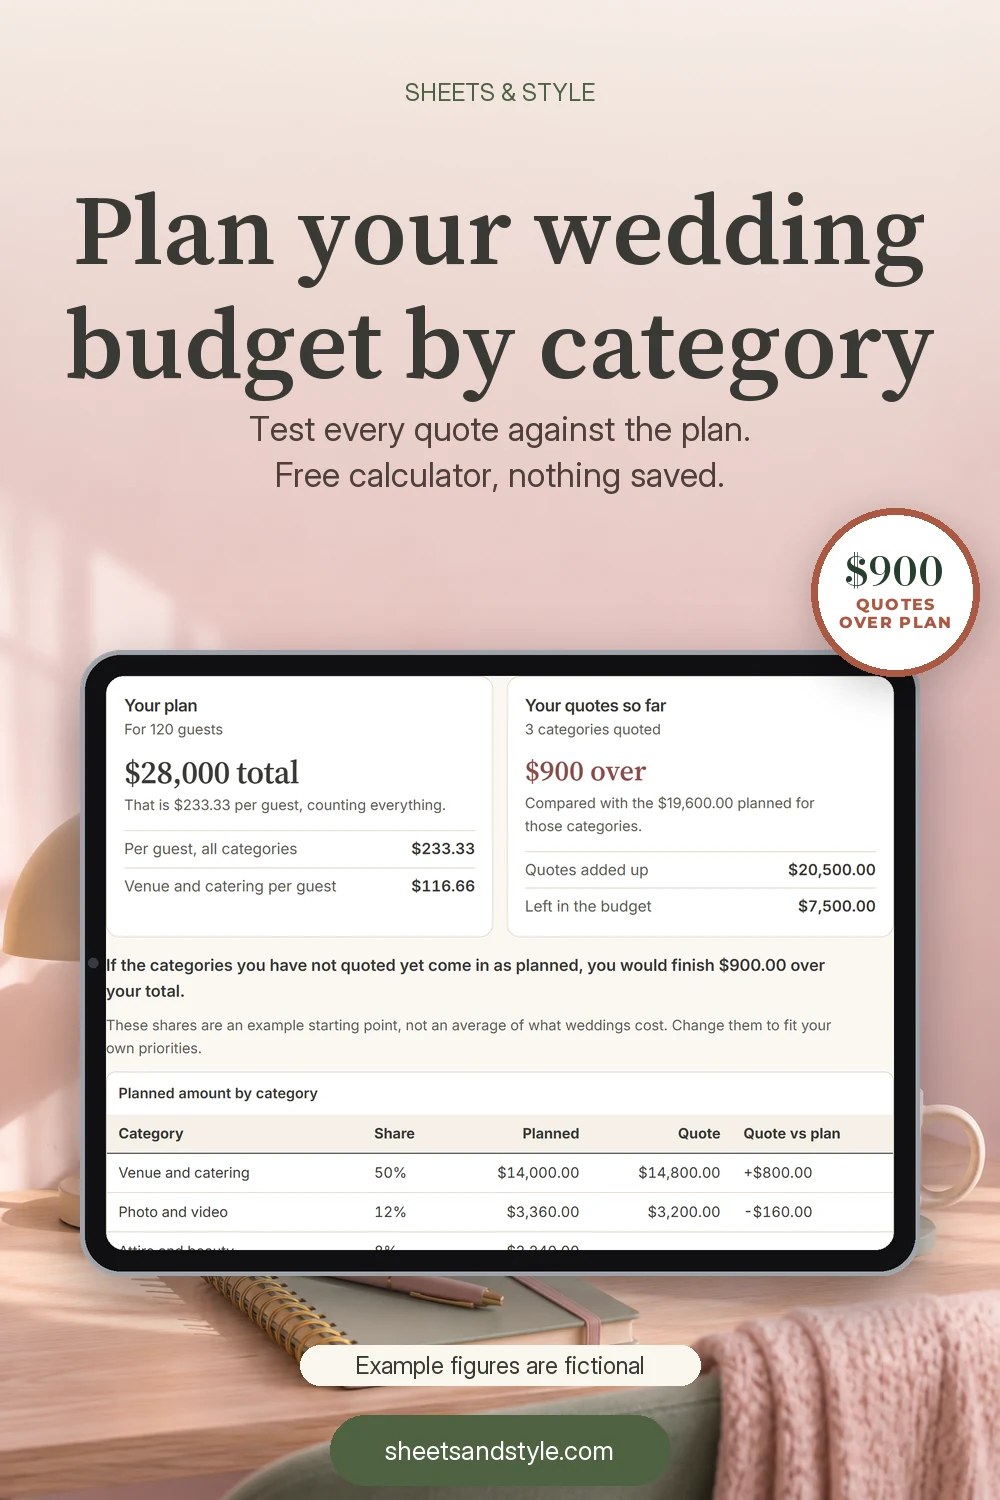 SHEETS & STYLE
Plan your wedding
budget by category
Test every quote against the plan.
Free calculator, nothing saved.
$900
QUOTES
OVER PLAN
Your plan
For 120 guests
$28,000 total
That is $233.33 per guest, counting everything.
Per guest, all categories $233.33
Venue and catering per guest $116.66
Your quotes so far
3 categories quoted
$900 over
Compared with the $19,600.00 planned for
those categories.
Quotes added up $20,500.00
Left in the budget $7,500.00
If the categories you have not quoted yet come in as planned, you would finish $900.00 over
your total.
These shares are an example starting point, not an average of what weddings cost. Change them to fit your
own priorities.
Planned amount by category
Category Share Planned Quote Quote vs plan
Venue and catering 50% $14,000.00 $14,800.00 +$800.00
Photo and video 12% $3,360.00 $3,200.00 -$160.00
Attire and beauty 8% $2,240.00
Example figures are fictional
sheetsandstyle.com